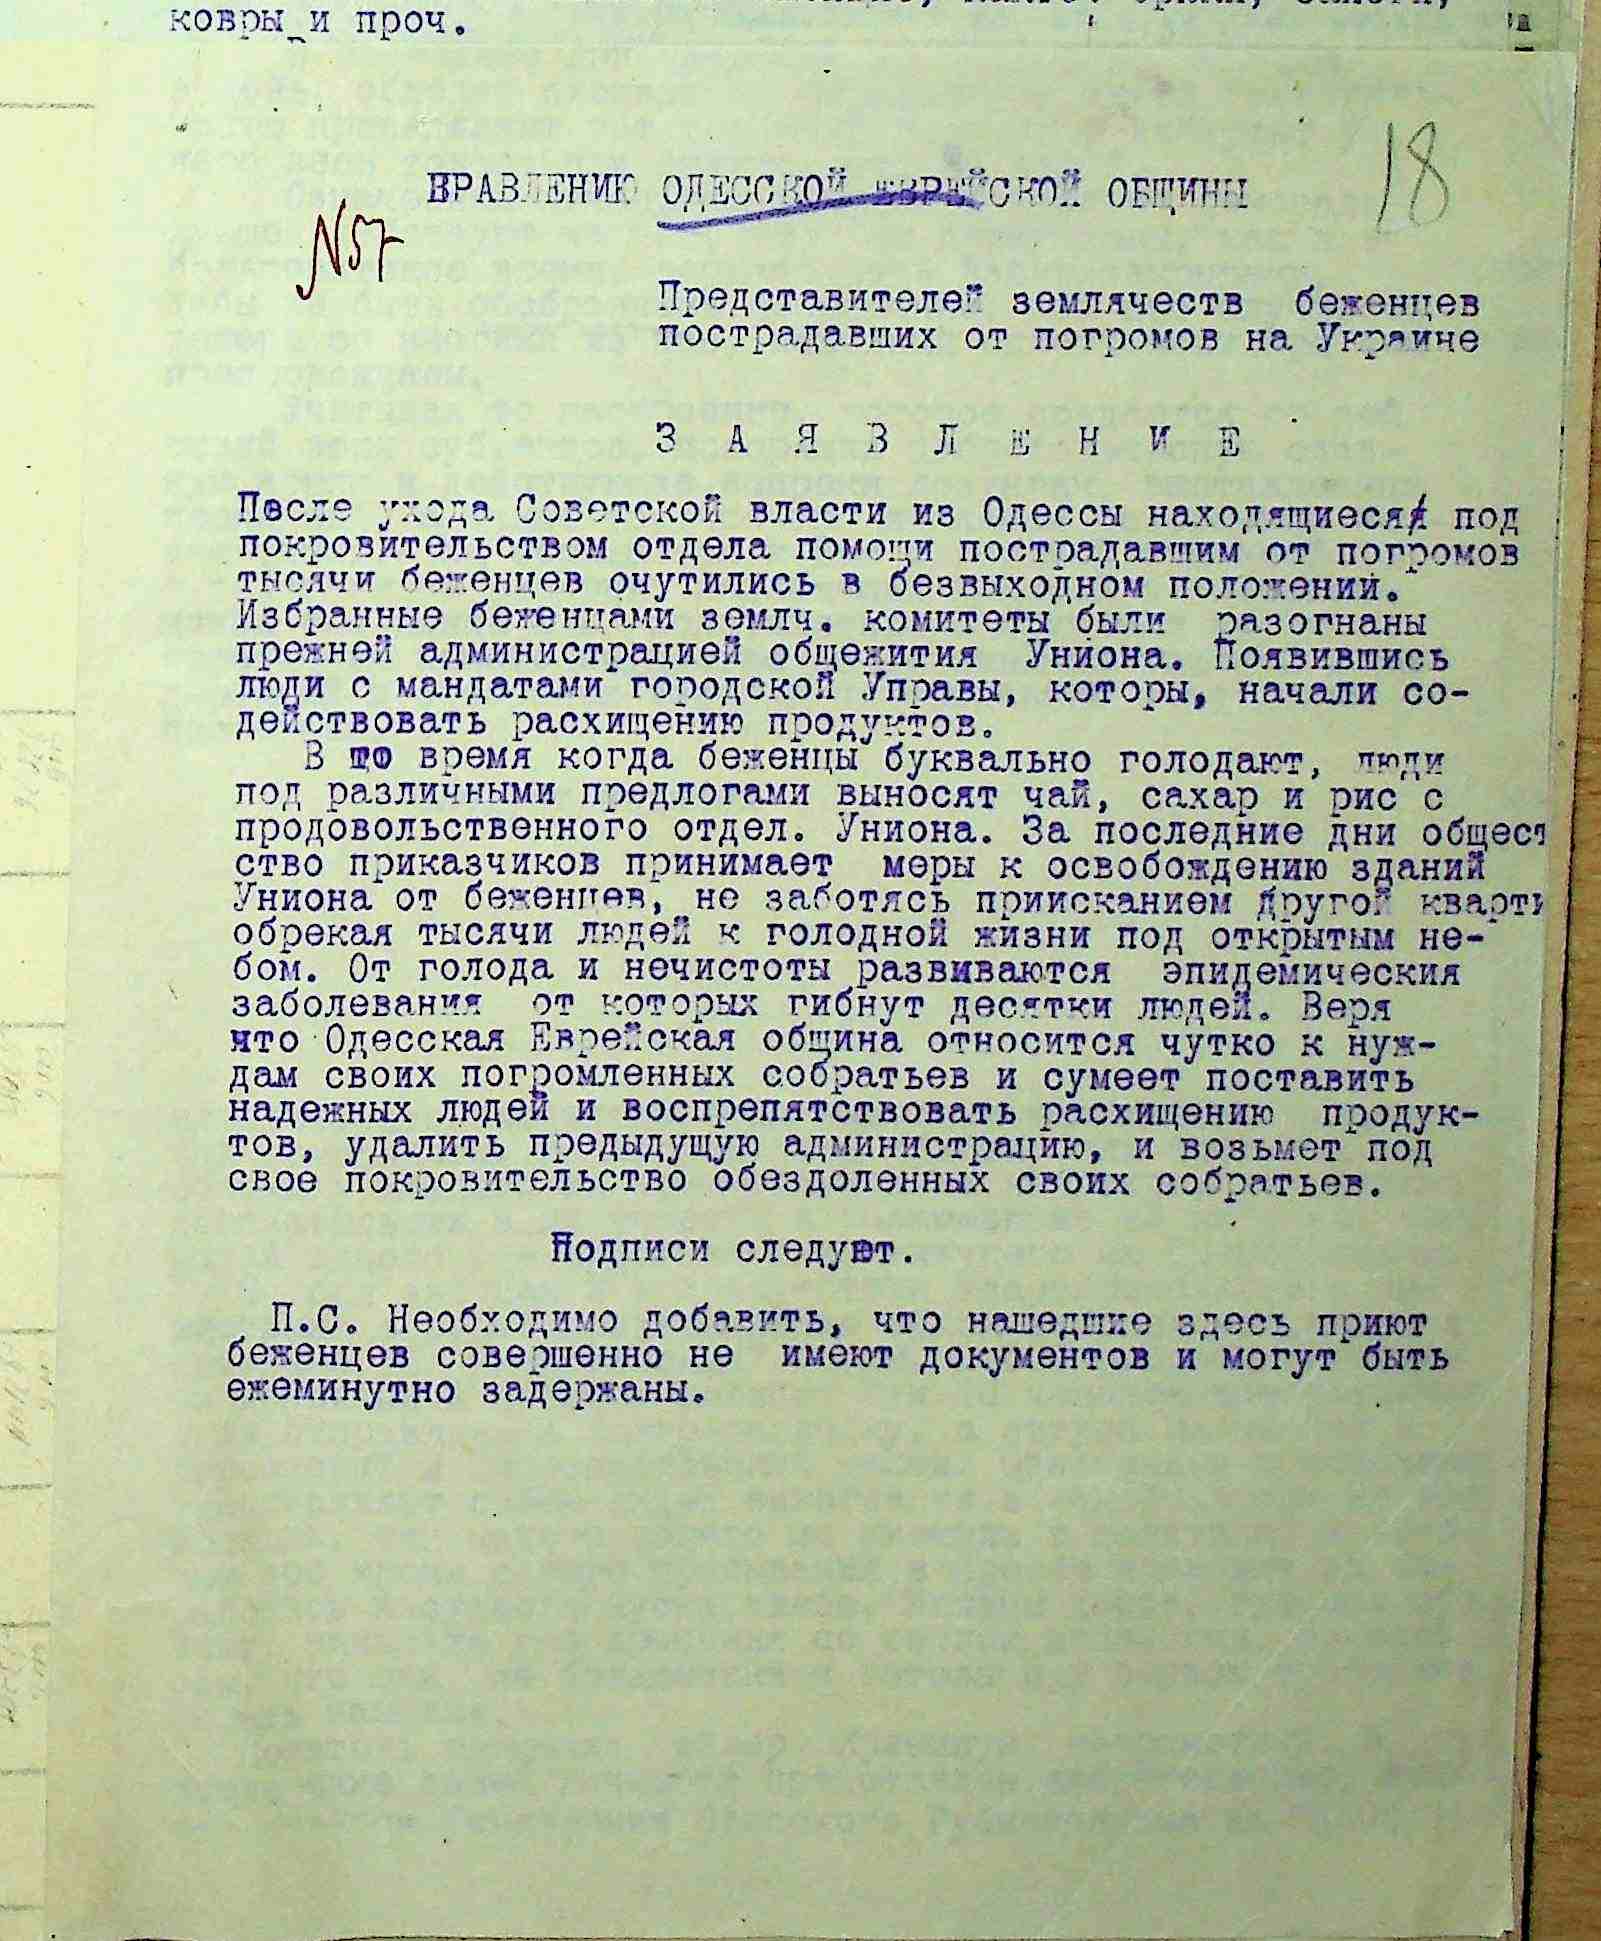 ковры и проч.
18
ПРАВЛЕНИЮ ОДЕССКОЙ ЕВРЕЙСКОЙ ОБЩИНЫ
N57
Представителей землячеств беженцев
пострадавших от погромов на Украине
З А Я В Л Е Н И Е
После ухода Советской власти из Одессы находящиеся под
покровительством отдела помощи пострадавшим от погромов
тысячи беженцев очутились в безвыходном положений.
Избранные беженцами землч. комитеты были разогнаны
прежней администрацией общежития Униона. Появившись
люди с мандатами городской Управы, которы, начали со-
действовать расхищению продуктов.
В то время когда беженцы буквально голодают, люди
под различными предлогами выносят чай, сахар и рис с
продовольственного отдел. Униона. За последние дни общест
ство приказчиков принимает меры к освобождению зданий
Униона от беженцев, не заботясь приисканием другой кварти
обрекая тысячи людей к голодной жизни под открытым не-
бом. От голода и нечистоты развиваются эпидемическия
заболевания от которых гибнут десятки людей. Веря
что Одесская Еврейская община относится чутко к нуж-
дам своих погромленных собратьев и сумеет поставить
надежных людей и воспрепятствовать расхищению продук-
тов, удалить предыдущую администрацию, и возьмет под
свое покровительство обездоленных своих собратьев.
Подписи следуют.
П.С. Необходимо добавить, что нашедшие здесь приют
беженцев совершенно не имеют документов и могут быть
ежеминутно задержаны.